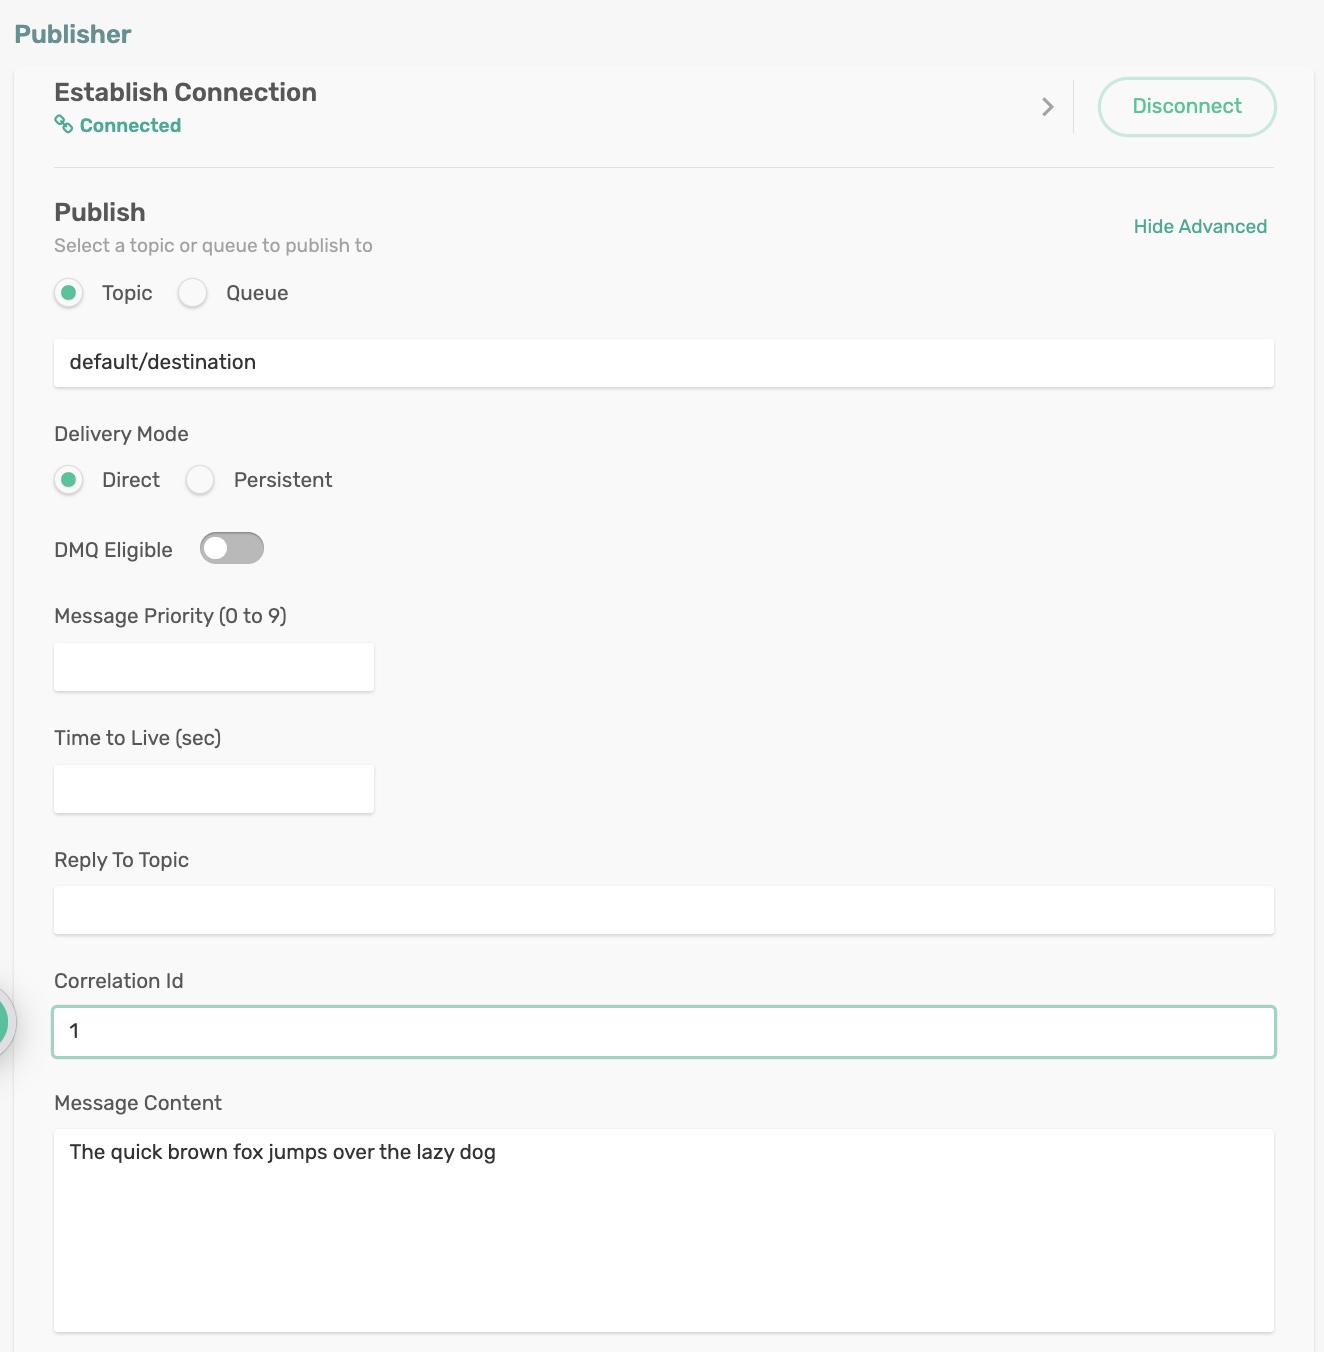 Publisher
Establish Connection
Connected
Disconnect
Publish
Select a topic or queue to publish to
Hide Advanced
Topic Queue
default/destination
Delivery Mode
Direct Persistent
DMQ Eligible
Message Priority (0 to 9)
Time to Live (sec)
Reply To Topic
Correlation Id
1
Message Content
The quick brown fox jumps over the lazy dog